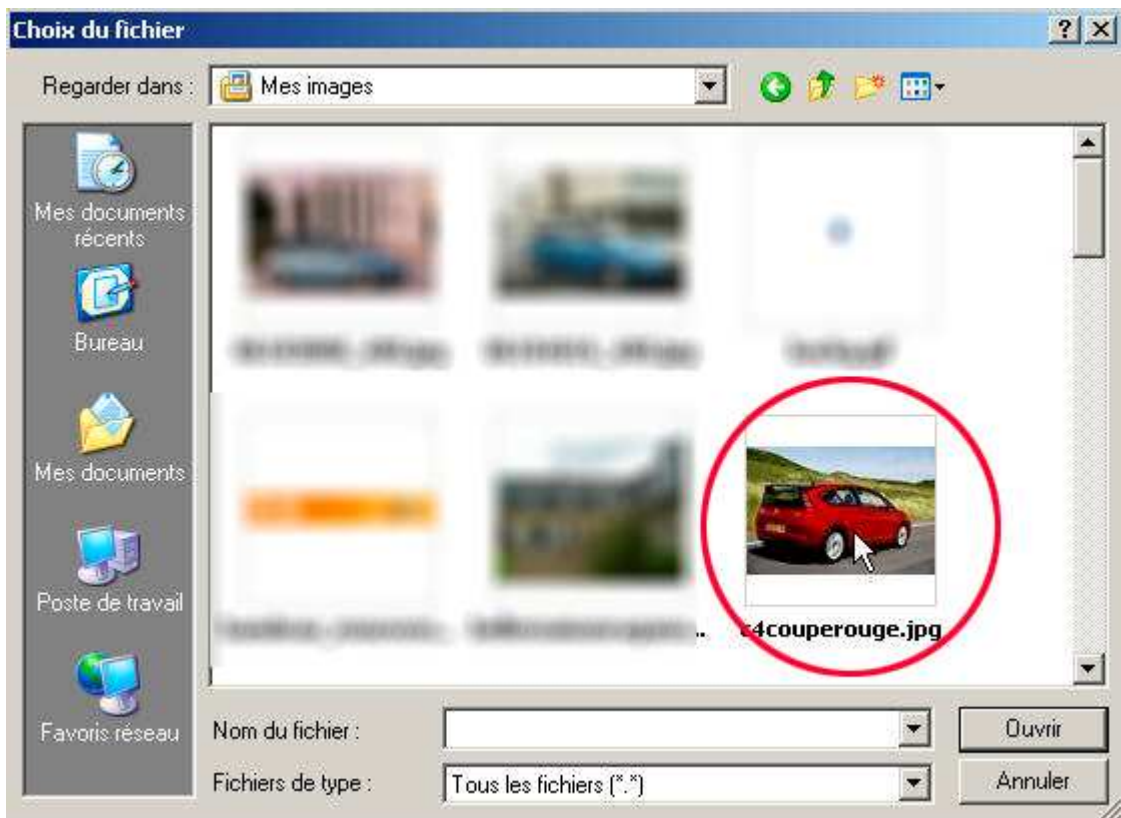 Choix du fichier
Regarder dans :
Mes images
Mes documents
récents
Bureau
Mes documents
Poste de travail
Favoris réseau
c4couperouge.jpg
Nom du fichier :
Ouvrir
Fichiers de type :
Tous les fichiers (*.*)
Annuler